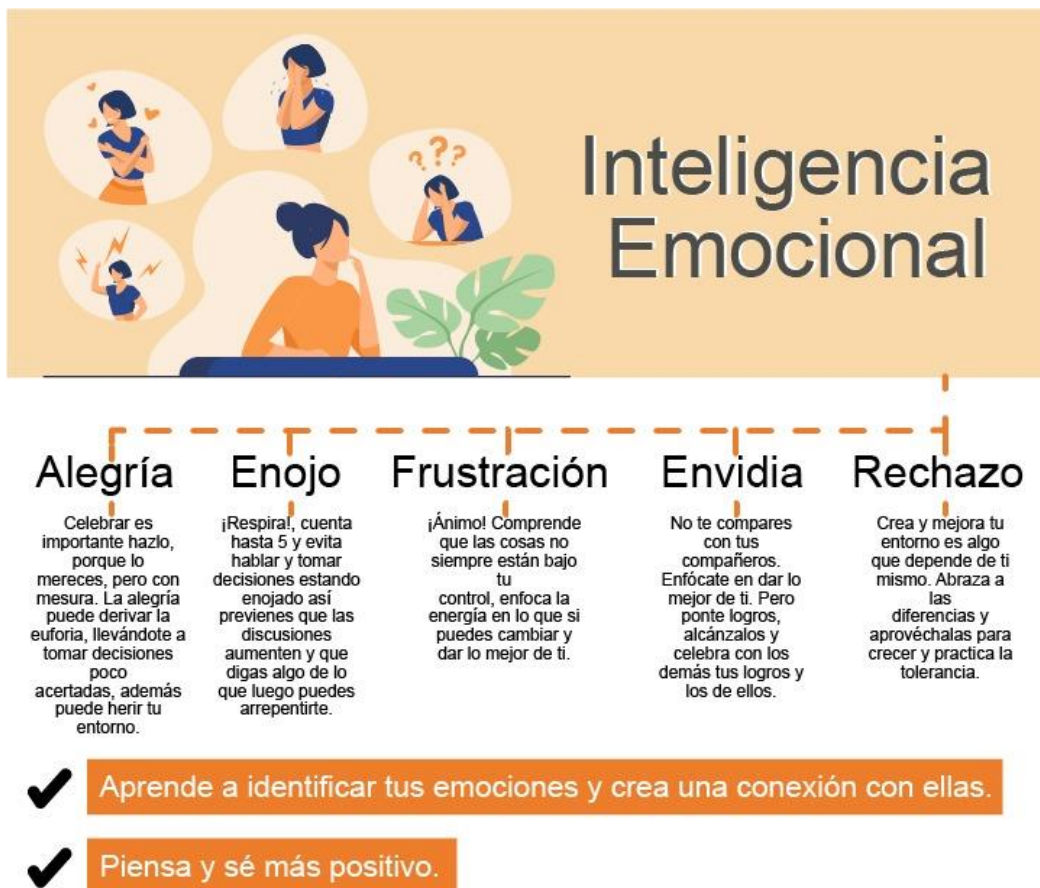 Inteligencia
Emocional
Alegría
Celebrar es
importante hazlo,
porque lo
mereces, pero con
mesura. La alegría
puede derivar la
euforia, llevándote a
tomar decisiones
poco
acertadas, además
puede herir tu
entorno.
Enojo
¡Respira!, cuenta
hasta 5 y evita
hablar y tomar
decisiones estando
enojado así
previenes que las
discusiones
aumenten y que
digas algo de lo
que luego puedes
arrepentirte.
Frustración
¡Ánimo! Comprende
que las cosas no
siempre están bajo
tu
control, enfoca la
energía en lo que si
puedes cambiar y
dar lo mejor de ti.
Envidia
No te compares
con tus
compañeros.
Enfócate en dar lo
mejor de ti. Pero
ponte logros,
alcánzalos y
celebra con los
demás tus logros y
los de ellos.
Rechazo
Crea y mejora tu
entorno es algo
que depende de ti
mismo. Abraza a
las
diferencias y
aprovéchalas para
crecer y practica la
tolerancia.
Aprende a identificar tus emociones y crea una conexión con ellas.
Piensa y sé más positivo.